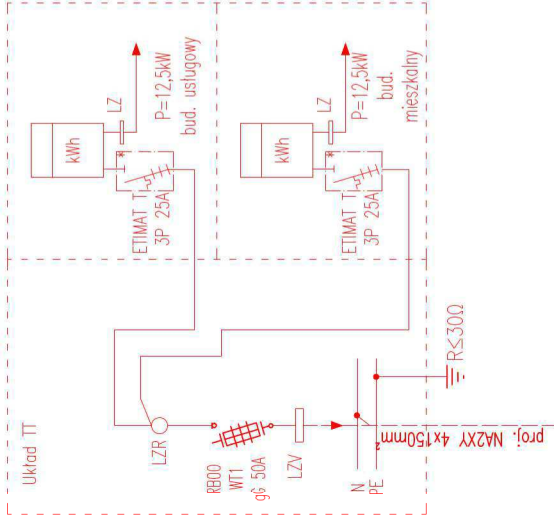 Układ TT
kWh
LZ
P=12,5kW
bud. usługowy
*
ETIMAT T
3P 25A
kWh
LZ
P=12,5kW
bud.
mieszkalny
*
ETIMAT T
3P 25A
LZR
RB00
WT1
gG 50A
LZV
N
PE
R≤30Ω
proj. NA2XY 4x150mm²